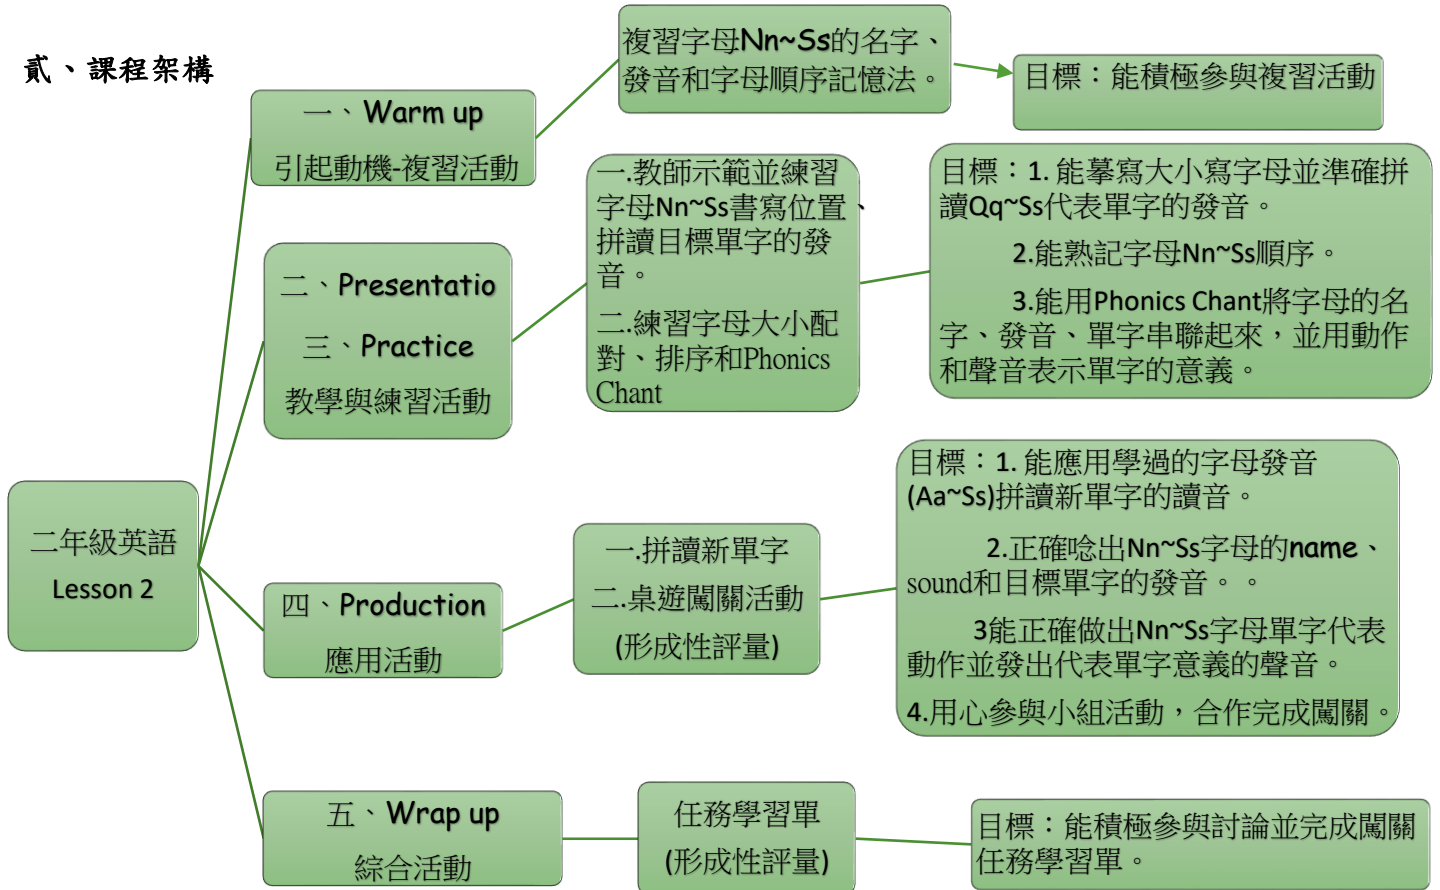 貳、課程架構
二年級英語
Lesson 2
一、Warm up
引起動機-複習活動
複習字母Nn~Ss的名字、
發音和字母順序記憶法。
目標：能積極參與複習活動
二、Presentatio
三、Practice
教學與練習活動
一.教師示範並練習
字母Nn~Ss書寫位置、
拼讀目標單字的發
音。
二.練習字母大小配
對、排序和Phonics
Chant
目標：1. 能摹寫大小寫字母並準確拼
讀Qq~Ss代表單字的發音。
2.能熟記字母Nn~Ss順序。
3.能用Phonics Chant將字母的名
字、發音、單字串聯起來，並用動作
和聲音表示單字的意義。
四、Production
應用活動
一.拼讀新單字
二.桌遊闖關活動
(形成性評量)
目標：1. 能應用學過的字母發音
(Aa~Ss)拼讀新單字的讀音。
2.正確唸出Nn~Ss字母的name、
sound和目標單字的發音。。
3能正確做出Nn~Ss字母單字代表
動作並發出代表單字意義的聲音。
4.用心參與小組活動，合作完成闖關。
五、Wrap up
綜合活動
任務學習單
(形成性評量)
目標：能積極參與討論並完成闖關
任務學習單。